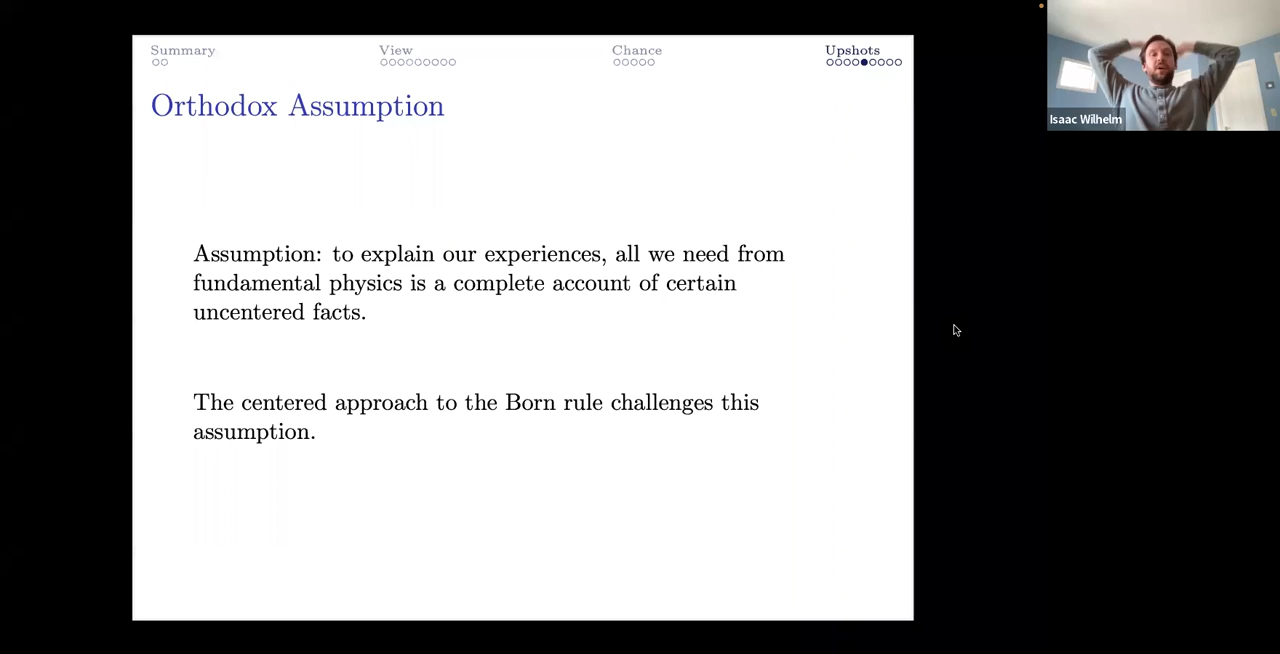 Summary View Chance Upshots
Orthodox Assumption
Assumption: to explain our experiences, all we need from
fundamental physics is a complete account of certain
uncentered facts.
The centered approach to the Born rule challenges this
assumption.
Isaac Wilhelm